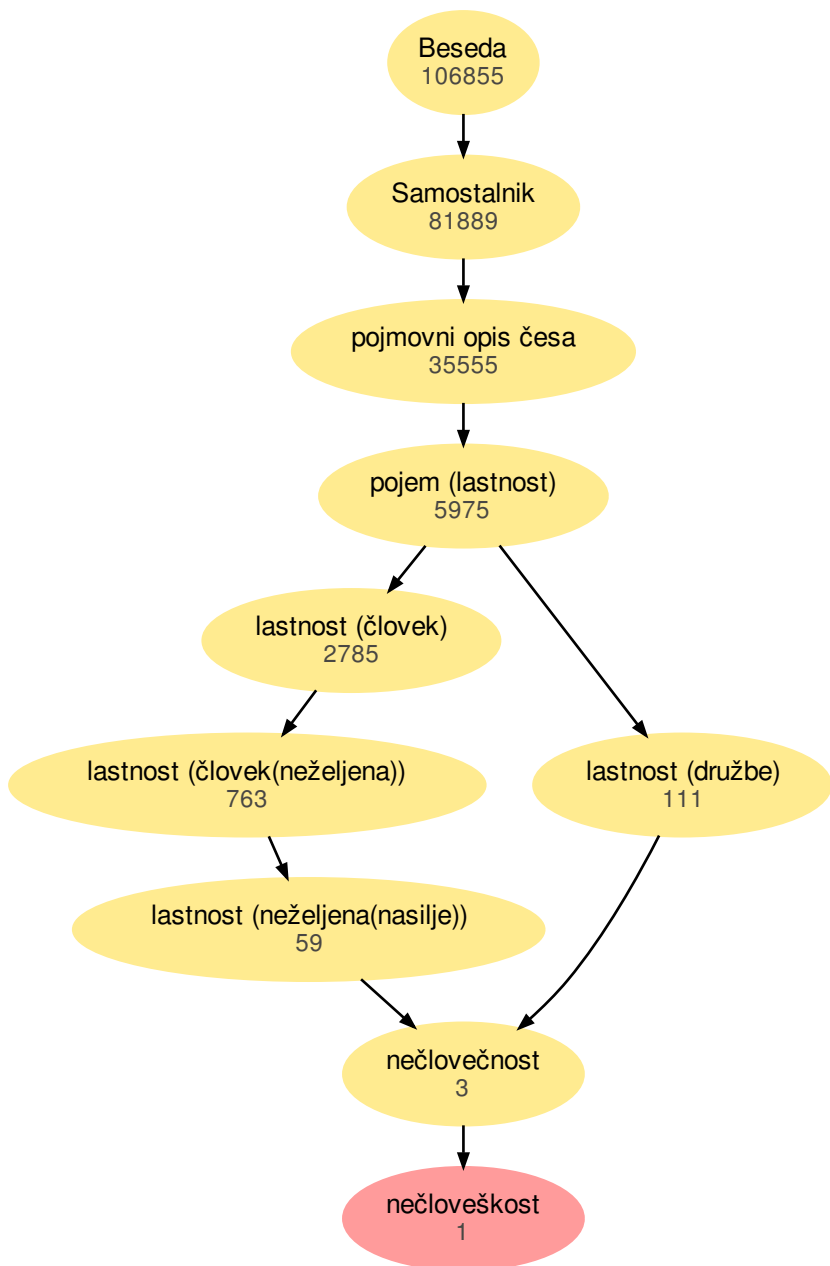 Beseda
106855
Samostalnik
81889
pojmovni opis česa
35555
pojem (lastnost)
5975
lastnost (človek)
2785
lastnost (človek(neželjena))
763
lastnost (družbe)
111
lastnost (neželjena(nasilje))
59
nečlovečnost
3
nečloveškost
1